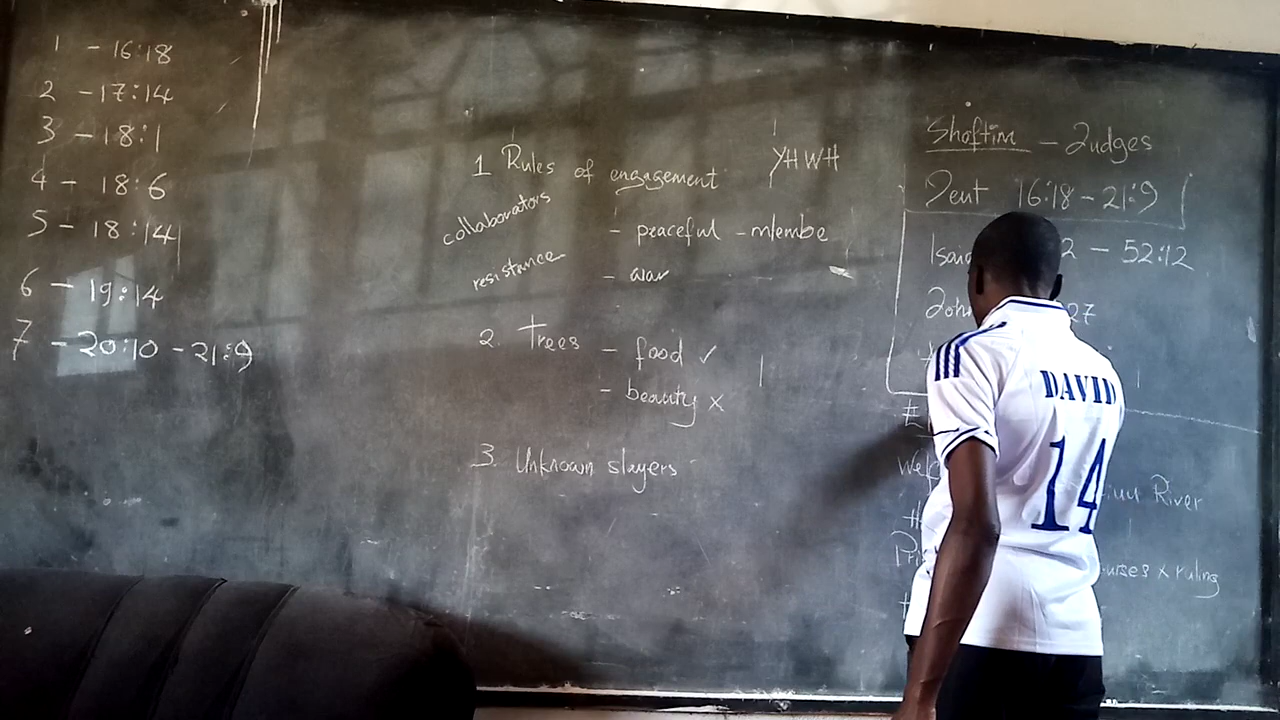 1 - 16:18
2 - 17:14
3 - 18:1
4 - 18:6
5 - 18:14
6 - 19:14
7 - 20:10 - 21:9
1 Rules of engagement YHWH
collaborators
- peaceful - mlembe
resistance
- war
2. Trees - food ✓
- beauty x
3. Unknown slayers
Shoftim - Judges
Deut 16:18 - 21:9
2 - 52:12
27
River
x ruling
DAVID
14